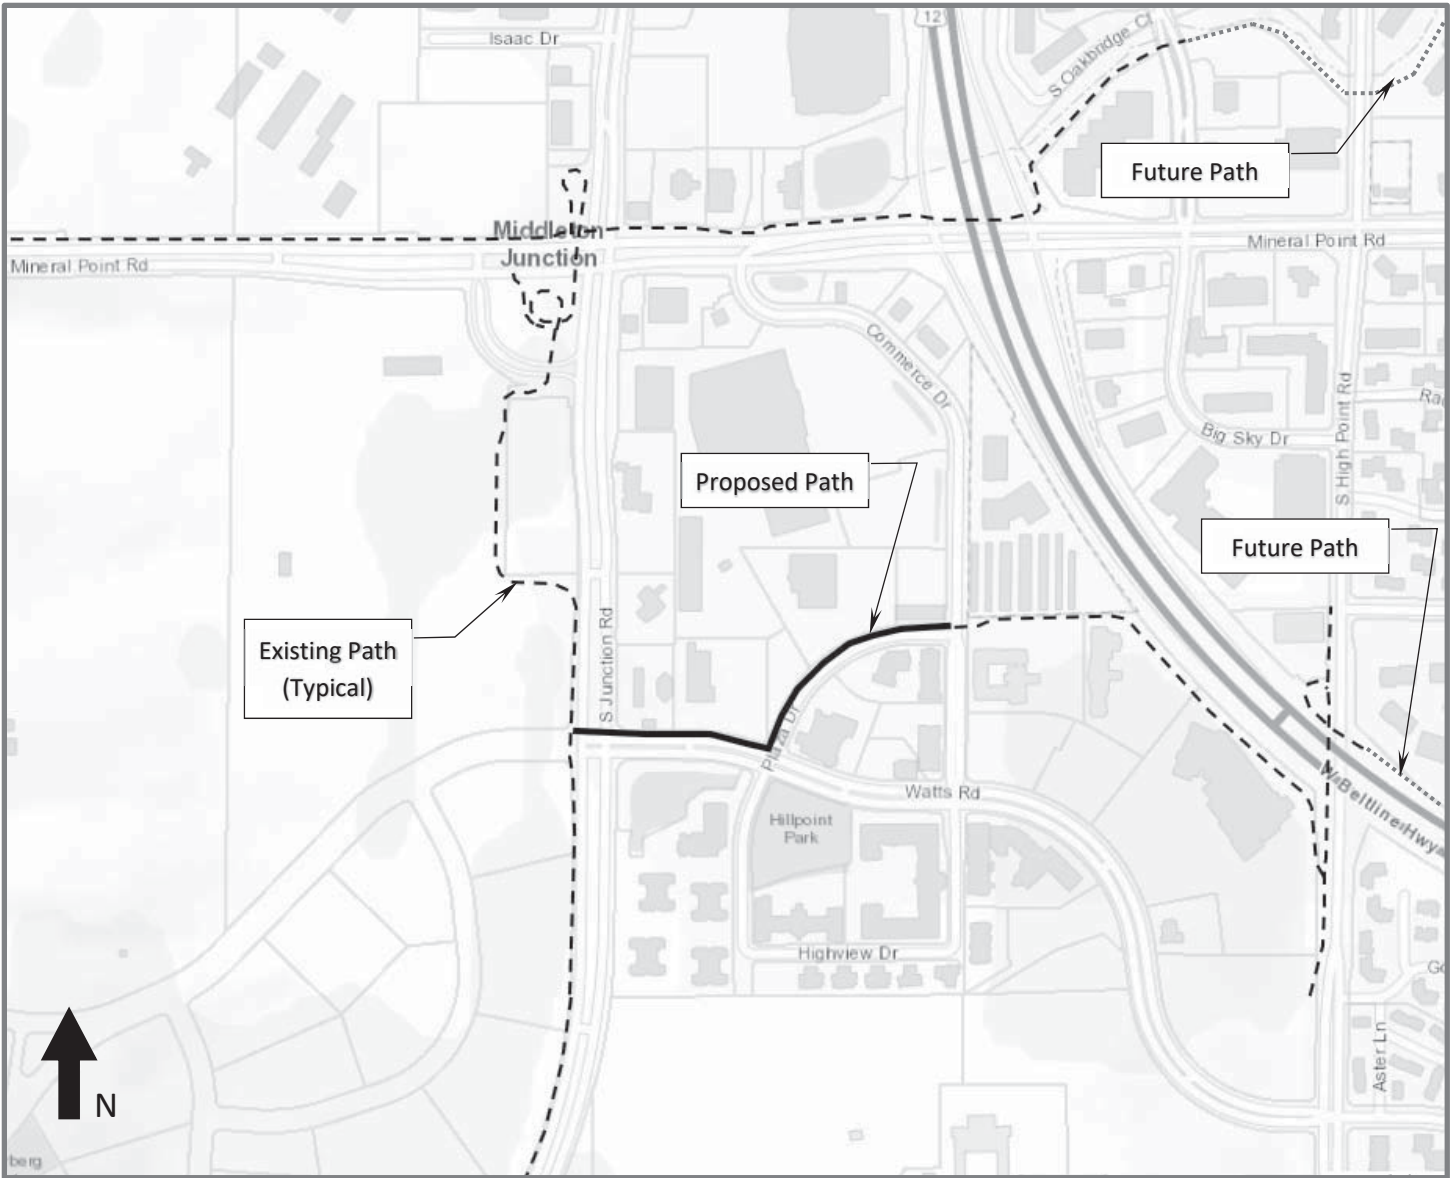 12
Isaac Dr
S Oakbridge Ct
Future Path
Middleton
Junction
Mineral Point Rd
Mineral Point Rd
Commerce Dr
S High Point Rd
Big Sky Dr
Proposed Path
Future Path
Existing Path
(Typical)
S Junction Rd
Plaza Dr
Watts Rd
W Beltline Hwy
Hillpoint
Park
Highview Dr
Aster Ln
N
berg